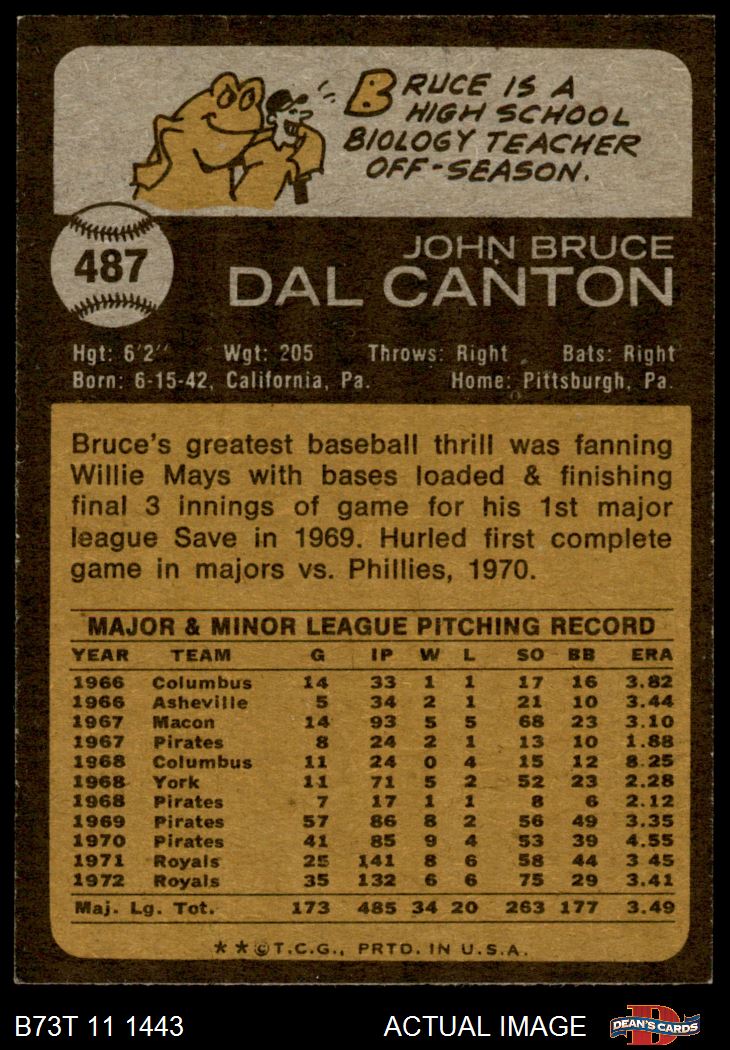 BRUCE IS A
HIGH SCHOOL
BIOLOGY TEACHER
OFF-SEASON.
487
JOHN BRUCE
DAL CANTON
Hgt: 6'2" Wgt: 205 Throws: Right Bats: Right
Born: 6-15-42, California, Pa. Home: Pittsburgh, Pa.
Bruce's greatest baseball thrill was fanning
Willie Mays with bases loaded & finishing
final 3 innings of game for his 1st major
league Save in 1969. Hurled first complete
game in majors vs. Phillies, 1970.
MAJOR & MINOR LEAGUE PITCHING RECORD
YEAR TEAM G IP W L SO BB ERA
1966 Columbus 14 33 1 1 17 16 3.82
1966 Asheville 5 34 2 1 21 10 3.44
1967 Macon 14 93 5 5 68 23 3.10
1967 Pirates 8 24 2 1 13 10 1.88
1968 Columbus 11 24 0 4 15 12 8.25
1968 York 11 71 5 2 52 23 2.28
1968 Pirates 7 17 1 1 8 6 2.12
1969 Pirates 57 86 8 2 56 49 3.35
1970 Pirates 41 85 9 4 53 39 4.55
1971 Royals 25 141 8 6 58 44 3 45
1972 Royals 35 132 6 6 75 29 3.41
Maj. Lg. Tot. 173 485 34 20 263 177 3.49
**©T.C.G., PRTD. IN U.S.A.
B73T 11 1443 ACTUAL IMAGE DEAN'S CARDS